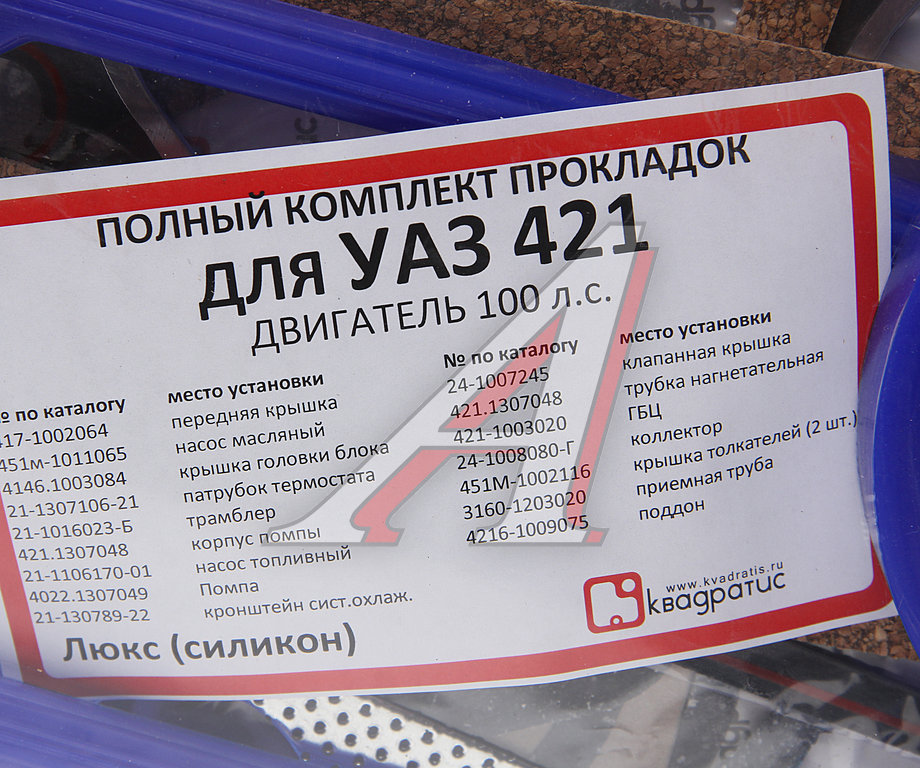 ПОЛНЫЙ КОМПЛЕКТ ПРОКЛАДОК
ДЛЯ УАЗ 421
ДВИГАТЕЛЬ 100 Л.С.
№ по каталогу место установки
417-1002064 передняя крышка
451м-1011065 насос масляный
4146.1003084 крышка головки блока
21-1307106-21 патрубок термостата
21-1016023-Б трамблер
421.1307048 корпус помпы
21-1106170-01 насос топливный
4022.1307049 Помпа
21-130789-22 кронштейн сист.охлаж.
№ по каталогу место установки
24-1007245 клапанная крышка
421.1307048 трубка нагнетательная
421-1003020 ГБЦ
24-1008080-Г коллектор
451М-1002116 крышка толкателей (2 шт.)
3160-1203020 приемная труба
4216-1009075 поддон
Люкс (силикон)
www.kvadratis.ru
квадратис